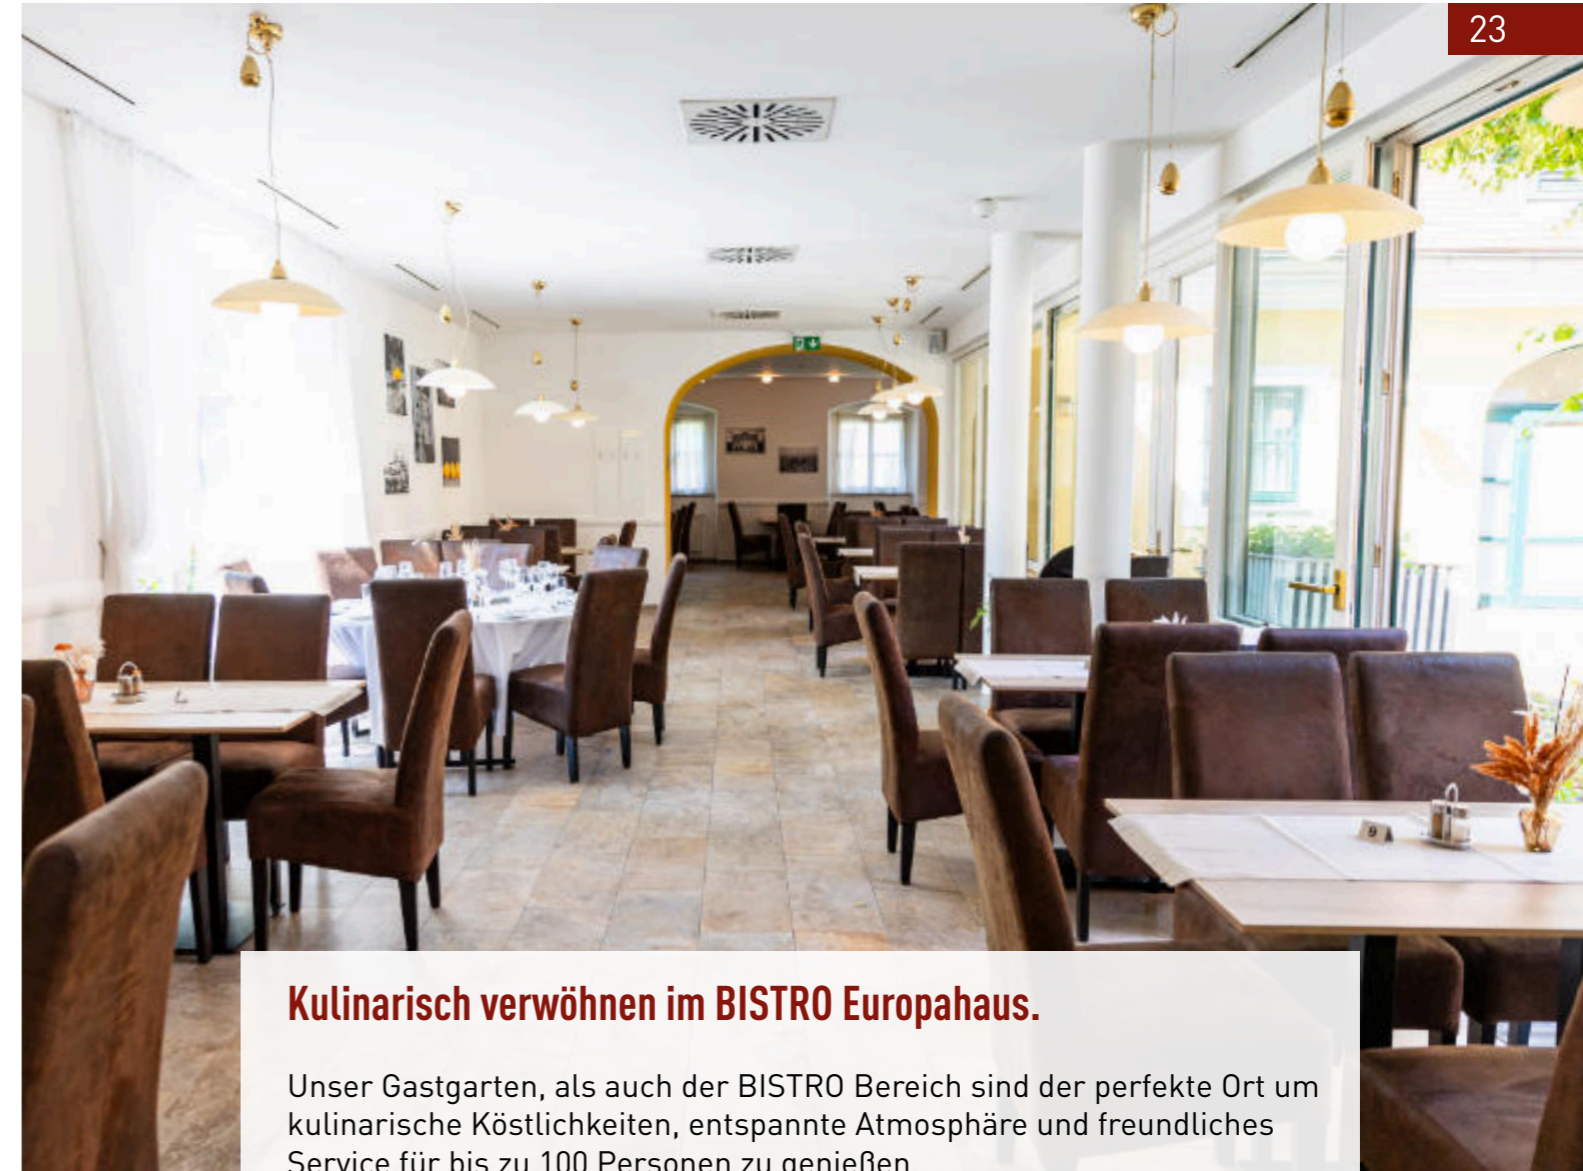 23
9
Kulinarisch verwöhnen im BISTRO Europahaus.
Unser Gastgarten, als auch der BISTRO Bereich sind der perfekte Ort um
kulinarische Köstlichkeiten, entspannte Atmosphäre und freundliches
Service für bis zu 100 Personen zu genießen